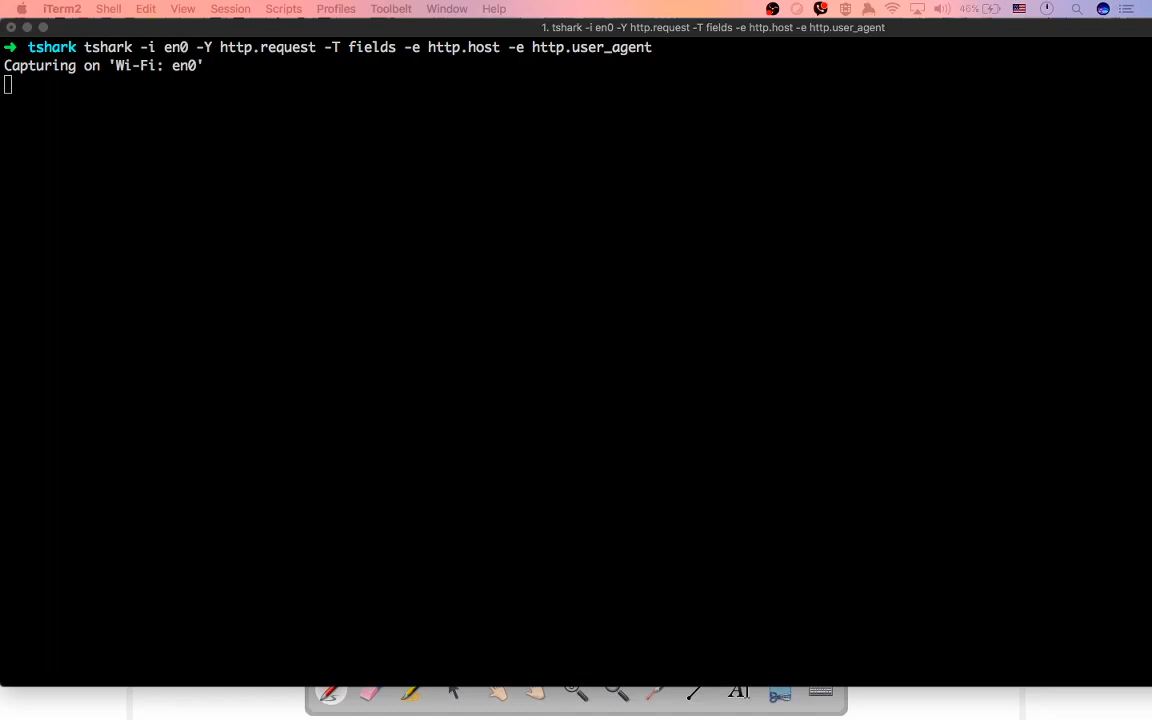 iTerm2 Shell Edit View Session Scripts Profiles Toolbelt Window Help 46%
1. tshark -i en0 -Y http.request -T fields -e http.host -e http.user_agent
➜ tshark tshark -i en0 -Y http.request -T fields -e http.host -e http.user_agent
Capturing on 'Wi-Fi: en0'
A